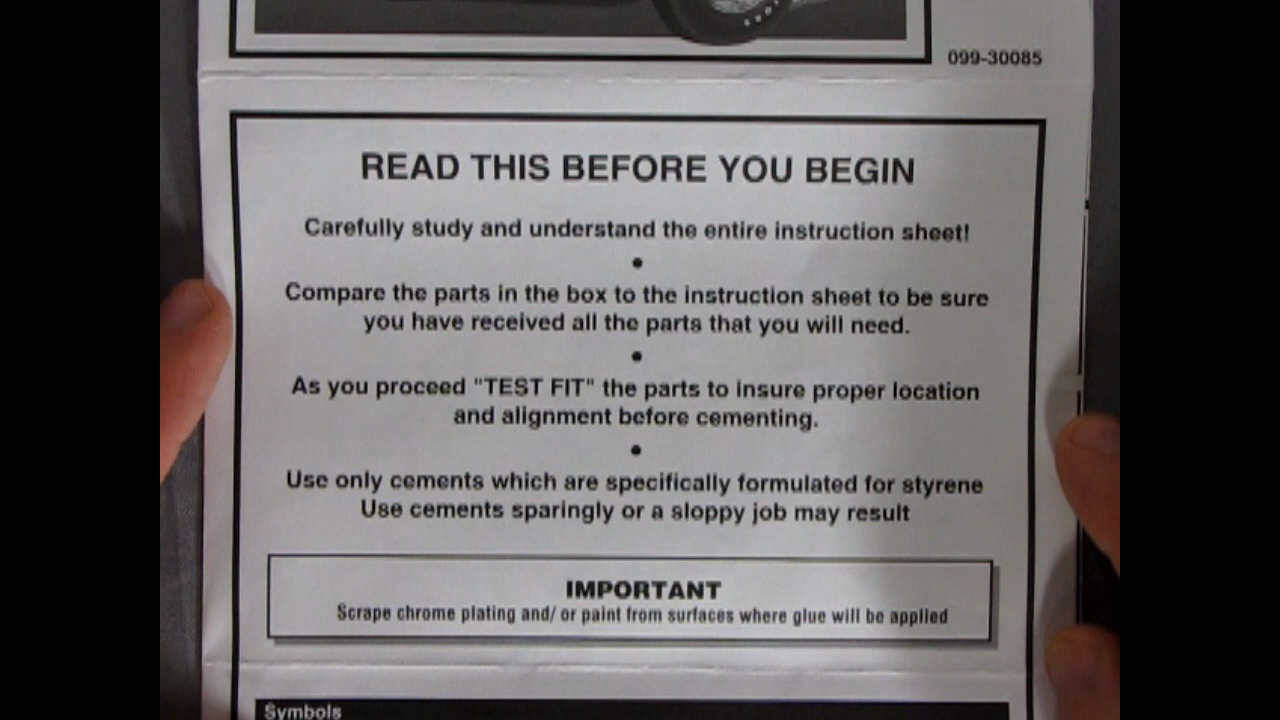 099-30085
READ THIS BEFORE YOU BEGIN
Carefully study and understand the entire instruction sheet!
•
Compare the parts in the box to the instruction sheet to be sure
you have received all the parts that you will need.
•
As you proceed "TEST FIT" the parts to insure proper location
and alignment before cementing.
•
Use only cements which are specifically formulated for styrene
Use cements sparingly or a sloppy job may result
IMPORTANT
Scrape chrome plating and/ or paint from surfaces where glue will be applied
Symbols